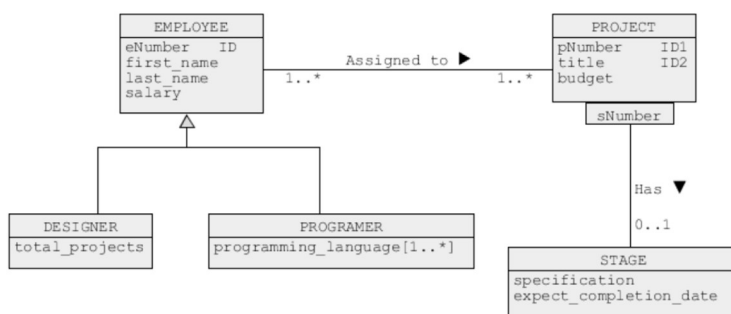 EMPLOYEE
eNumber ID
first_name
last_name
salary
Assigned to ▶
1..*
1..*
PROJECT
pNumber ID1
title ID2
budget
sNumber
Has ▼
0..1
DESIGNER
total_projects
PROGRAMER
programming_language[1..*]
STAGE
specification
expect_completion_date